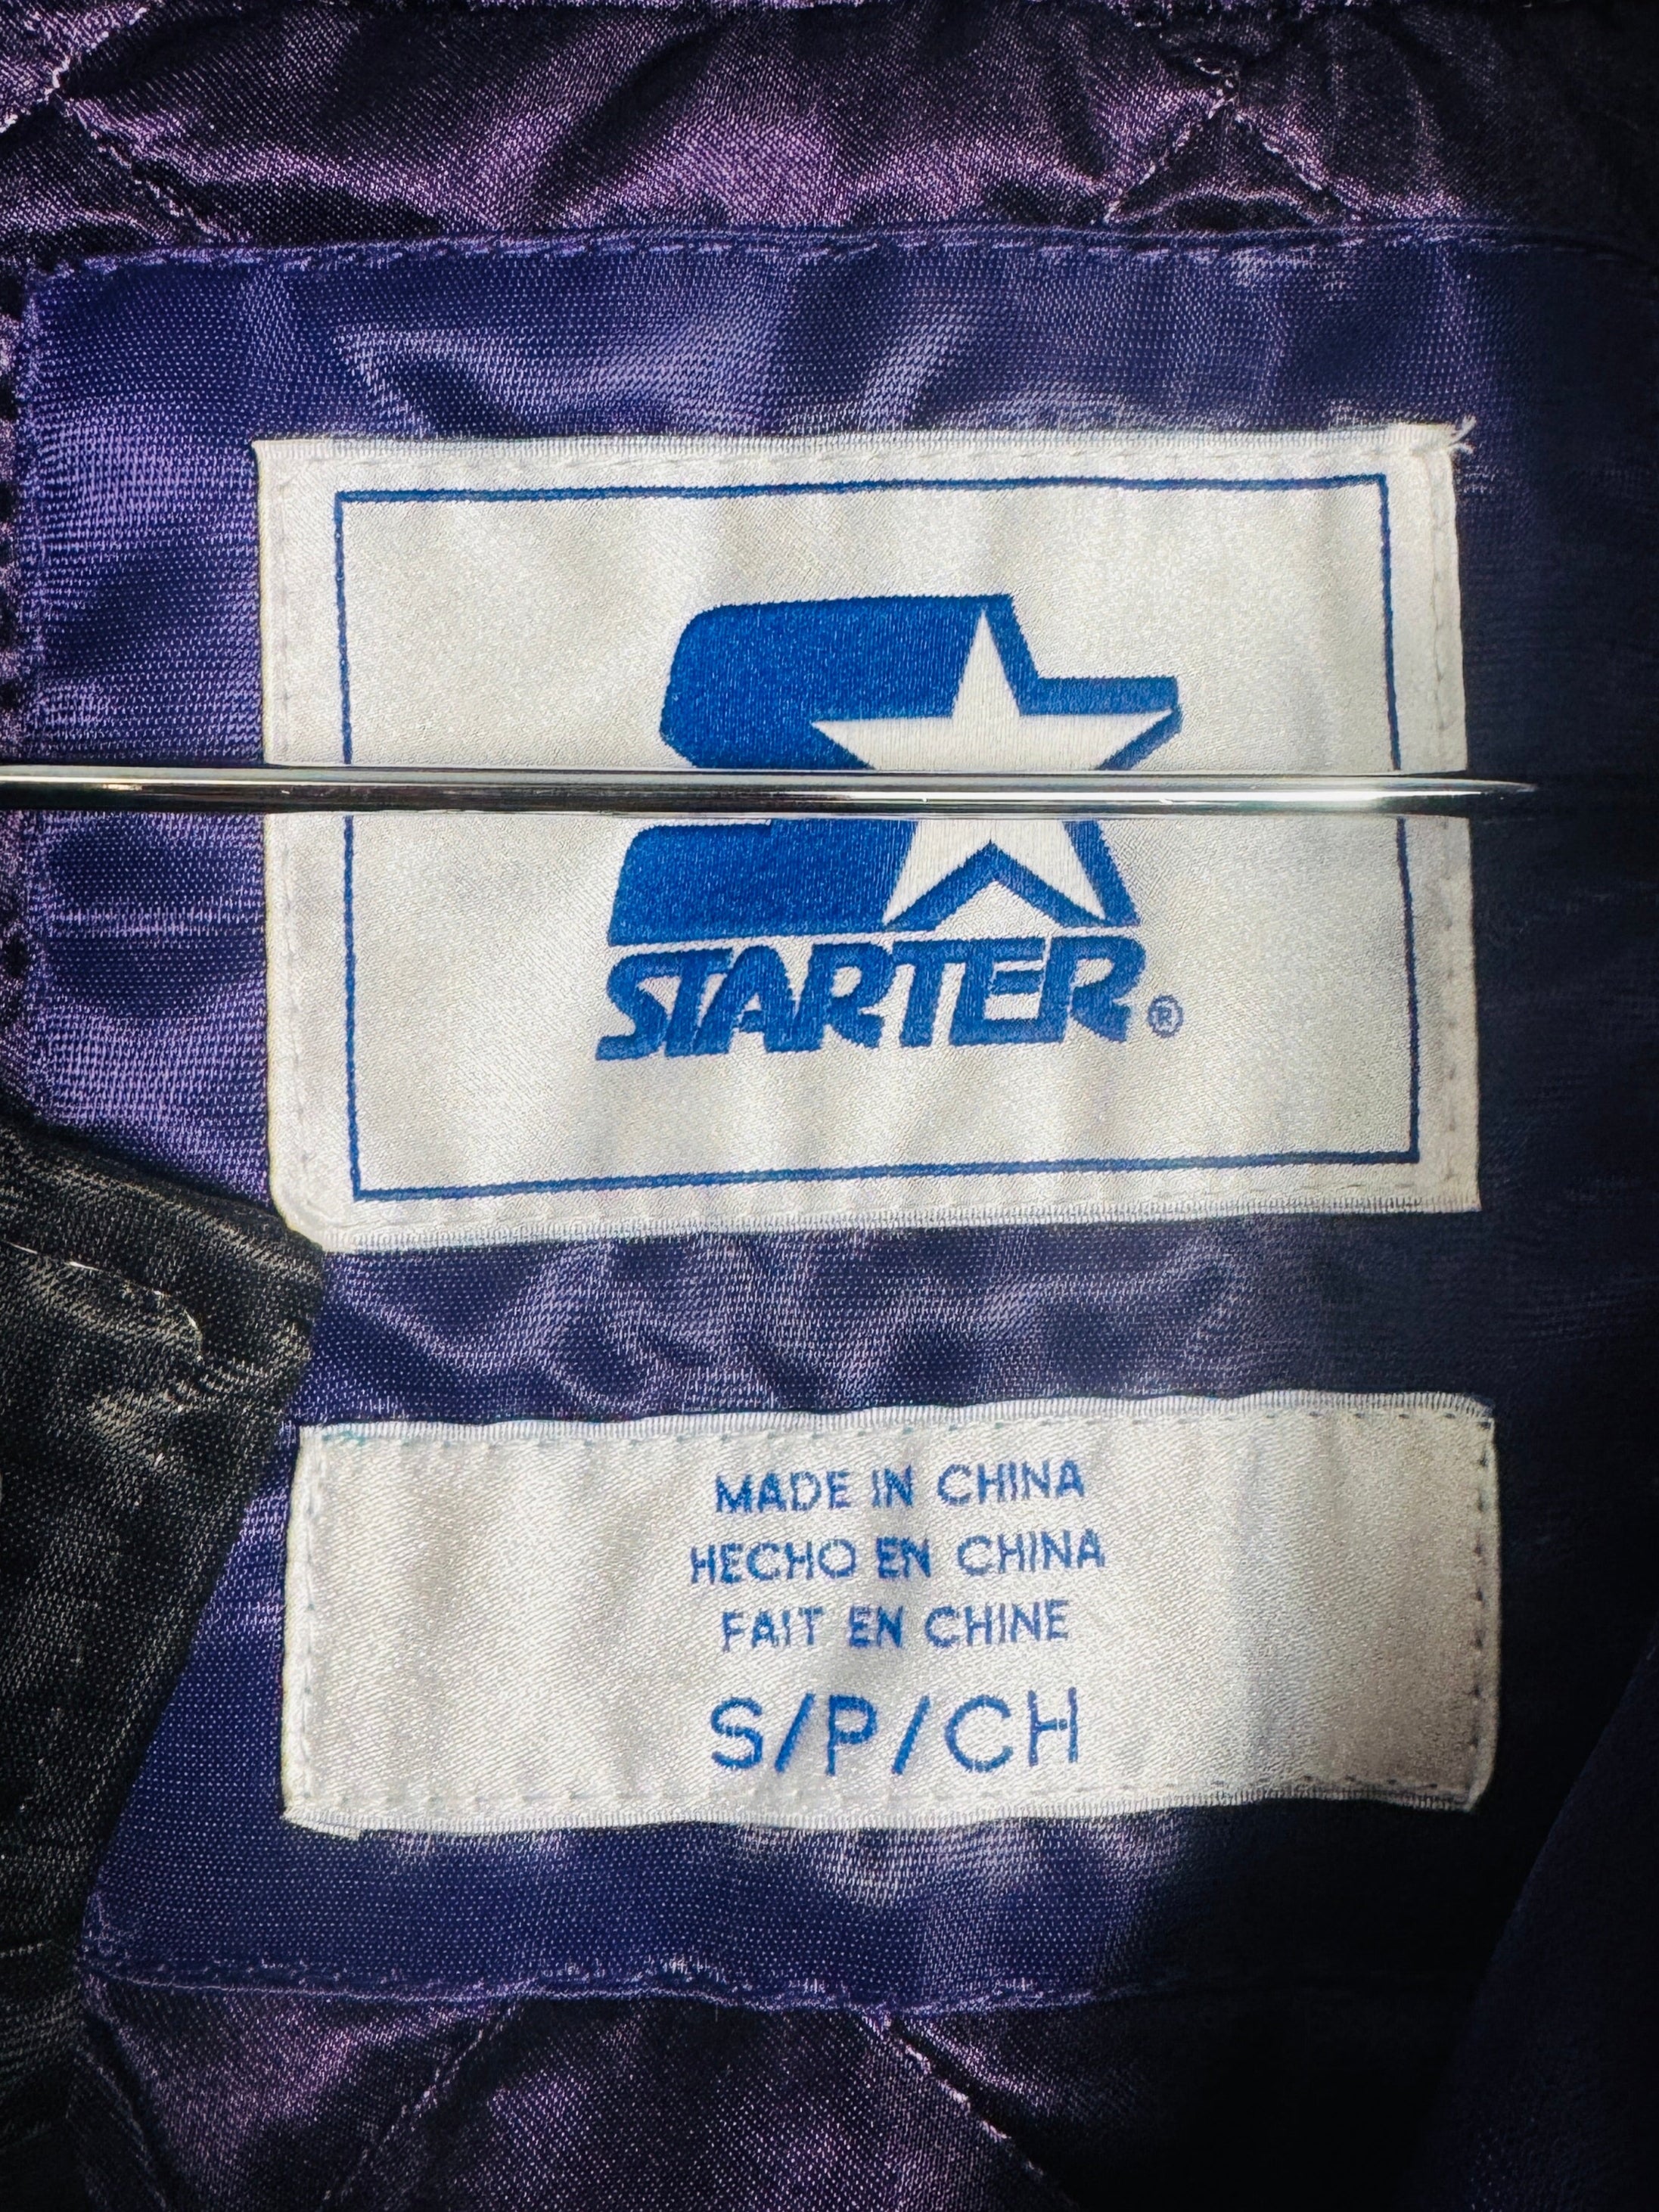 STARTER®
MADE IN CHINA
HECHO EN CHINA
FAIT EN CHINE
S/P/CH